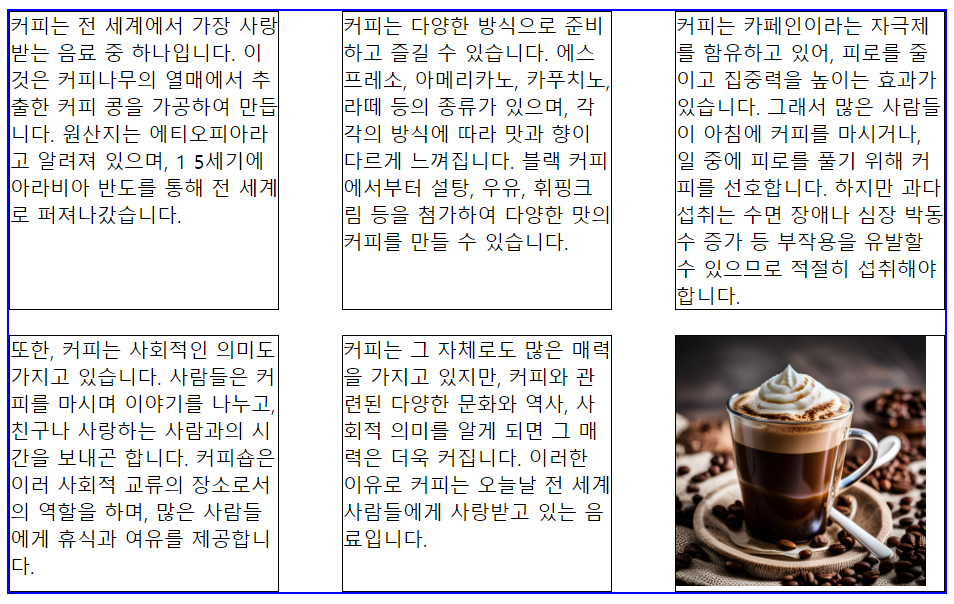 커피는 전 세계에서 가장 사랑
받는 음료 중 하나입니다. 이
것은 커피나무의 열매에서 추
출한 커피 콩을 가공하여 만듭
니다. 원산지는 에티오피아라
고 알려져 있으며, 1 5세기에
아라비아 반도를 통해 전 세계
로 퍼져나갔습니다.
커피는 다양한 방식으로 준비
하고 즐길 수 있습니다. 에스
프레소, 아메리카노, 카푸치노,
라떼 등의 종류가 있으며, 각
각의 방식에 따라 맛과 향이
다르게 느껴집니다. 블랙 커피
에서부터 설탕, 우유, 휘핑크
림 등을 첨가하여 다양한 맛의
커피를 만들 수 있습니다.
커피는 카페인이라는 자극제
를 함유하고 있어, 피로를 줄
이고 집중력을 높이는 효과가
있습니다. 그래서 많은 사람들
이 아침에 커피를 마시거나,
일 중에 피로를 풀기 위해 커
피를 선호합니다. 하지만 과다
섭취는 수면 장애나 심장 박동
수 증가 등 부작용을 유발할
수 있으므로 적절히 섭취해야
합니다.
또한, 커피는 사회적인 의미도
가지고 있습니다. 사람들은 커
피를 마시며 이야기를 나누고,
친구나 사랑하는 사람과의 시
간을 보내곤 합니다. 커피숍은
이러 사회적 교류의 장소로서
의 역할을 하며, 많은 사람들
에게 휴식과 여유를 제공합니
다.
커피는 그 자체로도 많은 매력
을 가지고 있지만, 커피와 관
련된 다양한 문화와 역사, 사
회적 의미를 알게 되면 그 매
력은 더욱 커집니다. 이러한
이유로 커피는 오늘날 전 세계
사람들에게 사랑받고 있는 음
료입니다.